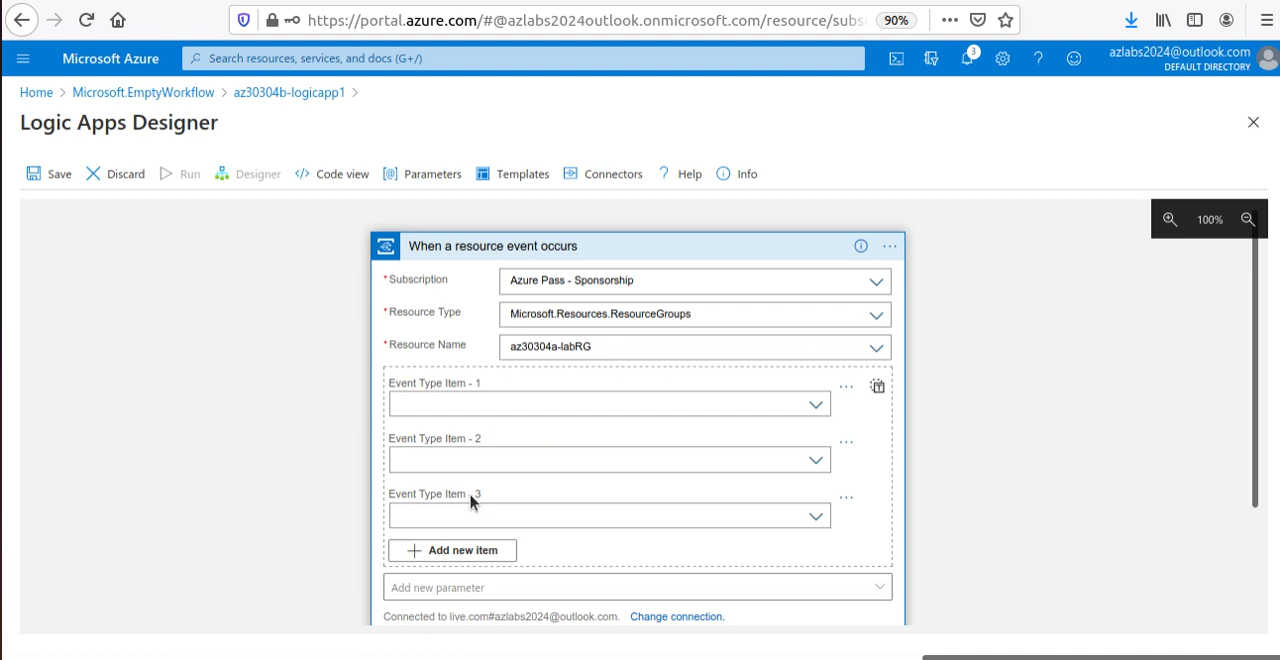 https://portal.azure.com/#@azlabs2024outlook.onmicrosoft.com/resource/subs
90%
Microsoft Azure
Search resources, services, and docs (G+/)
3
azlabs2024@outlook.com
DEFAULT DIRECTORY
Home > Microsoft.EmptyWorkflow > az30304b-logicapp1 >
Logic Apps Designer
Save Discard Run Designer Code view Parameters Templates Connectors Help Info
100%
When a resource event occurs
* Subscription Azure Pass - Sponsorship
* Resource Type Microsoft.Resources.ResourceGroups
* Resource Name az30304a-labRG
Event Type Item - 1
Event Type Item - 2
Event Type Item - 3
Add new item
Add new parameter
Connected to live.com#azlabs2024@outlook.com. Change connection.